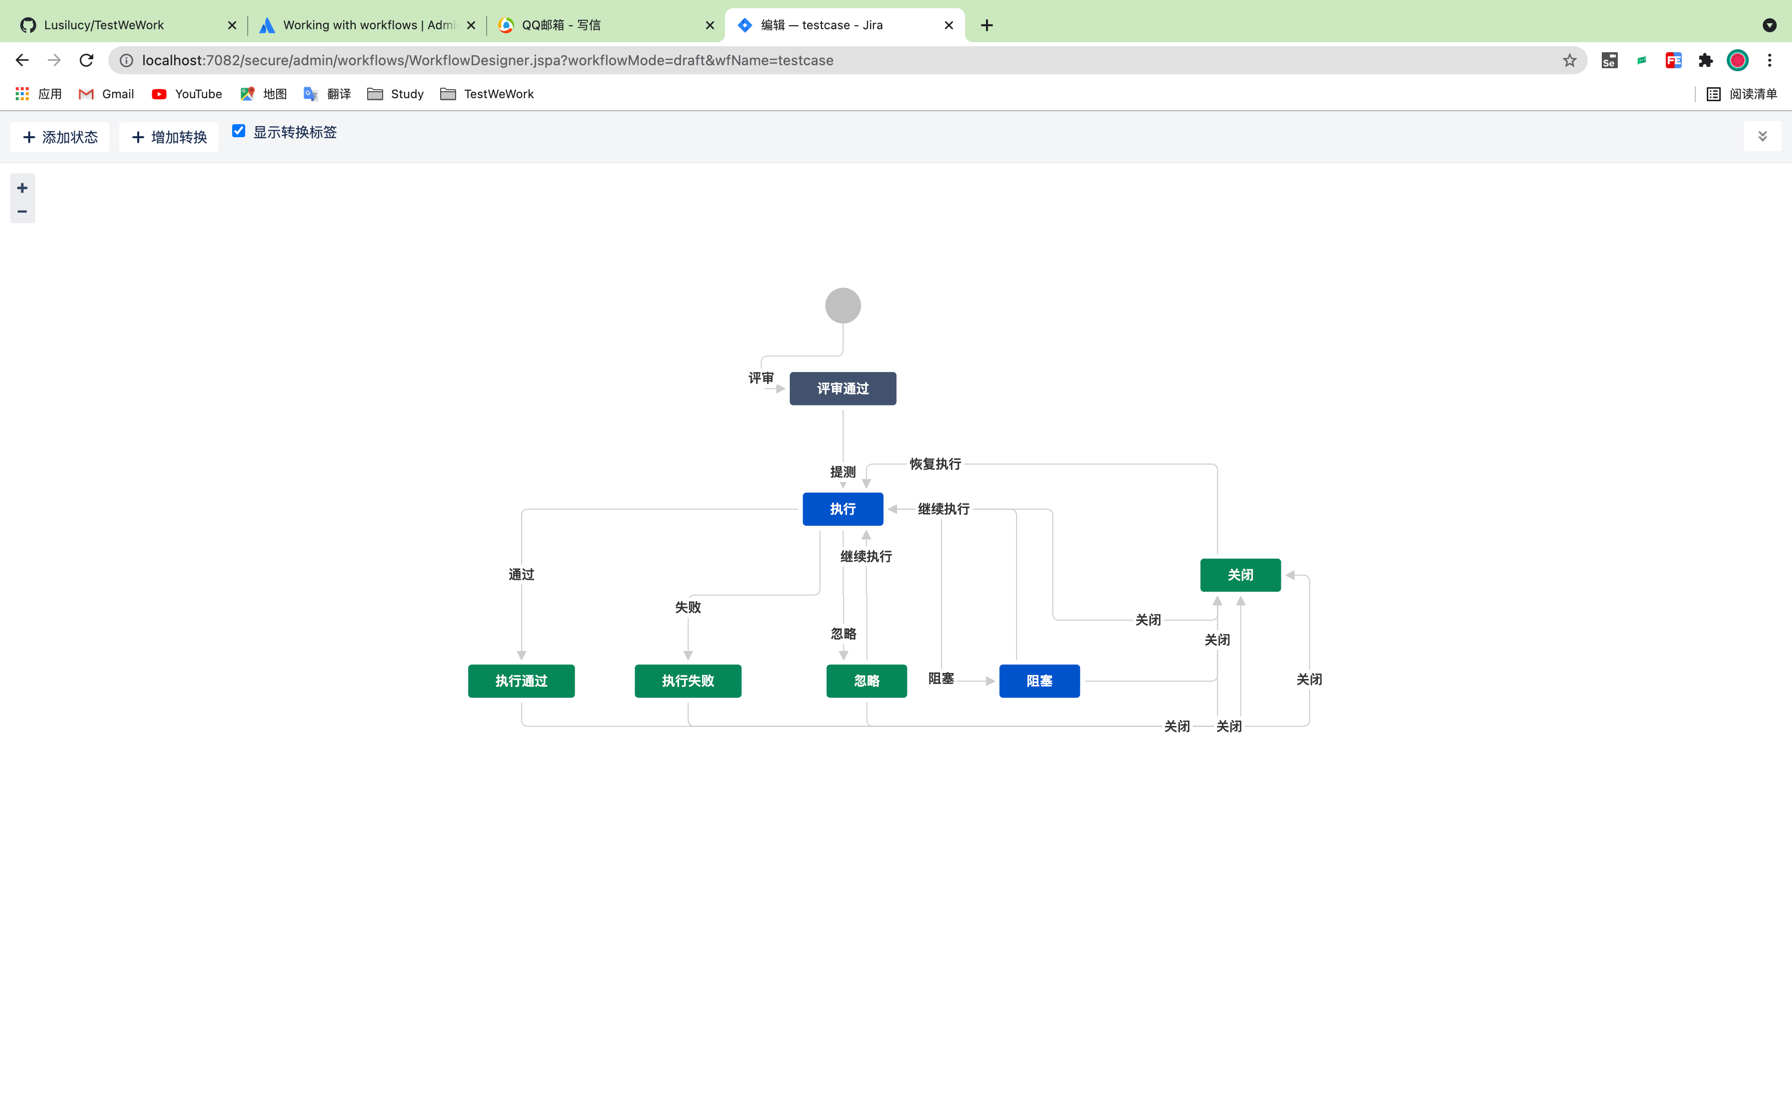 Lusilucy/TestWeWork
Working with workflows | Admi
QQ邮箱 - 写信
编辑 — testcase - Jira
localhost:7082/secure/admin/workflows/WorkflowDesigner.jspa?workflowMode=draft&wfName=testcase
Se
FE
应用
Gmail
YouTube
地图
翻译
Study
TestWeWork
阅读清单
+ 添加状态
+ 增加转换
显示转换标签
+
−
评审
评审通过
提测
恢复执行
执行
继续执行
继续执行
通过
关闭
失败
关闭
忽略
关闭
执行通过
执行失败
忽略
阻塞
阻塞
关闭
关闭
关闭